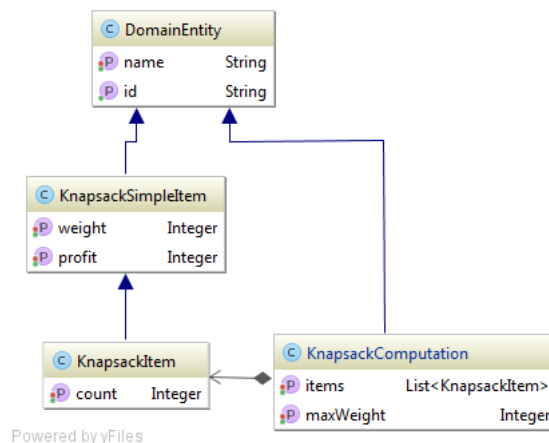 C DomainEntity
P name String
P id String
C KnapsackSimpleItem
P weight Integer
P profit Integer
C KnapsackItem
P count Integer
C KnapsackComputation
P items List<KnapsackItem>
P maxWeight Integer
Powered by yFiles